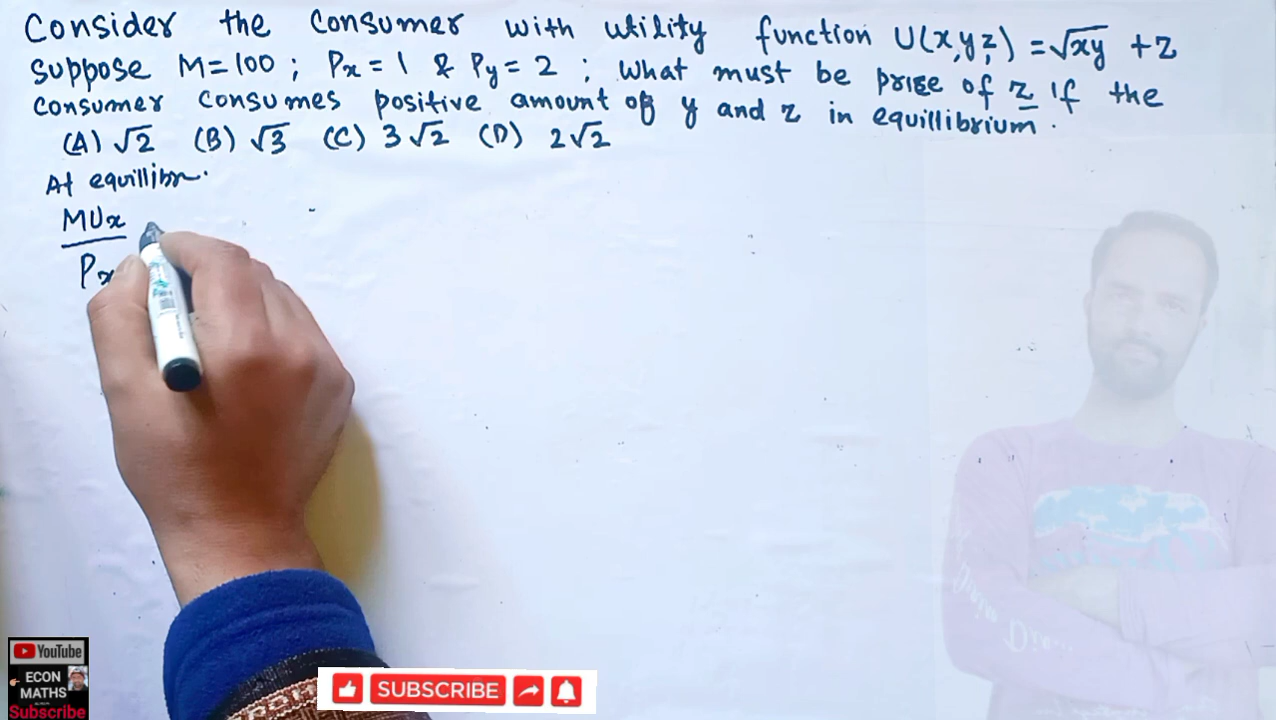 Consider the Consumer with utility function U(x,y,z) = √xy + z
Suppose M=100 ; Px = 1 & Py = 2 ; What must be price of z if the
Consumer consumes positive amount of y and z in equillibrium.
(A) √2 (B) √3 (C) 3√2 (D) 2√2
At equillibr.
MUx
Px
YouTube
ECON
MATHS
Subscribe
SUBSCRIBE